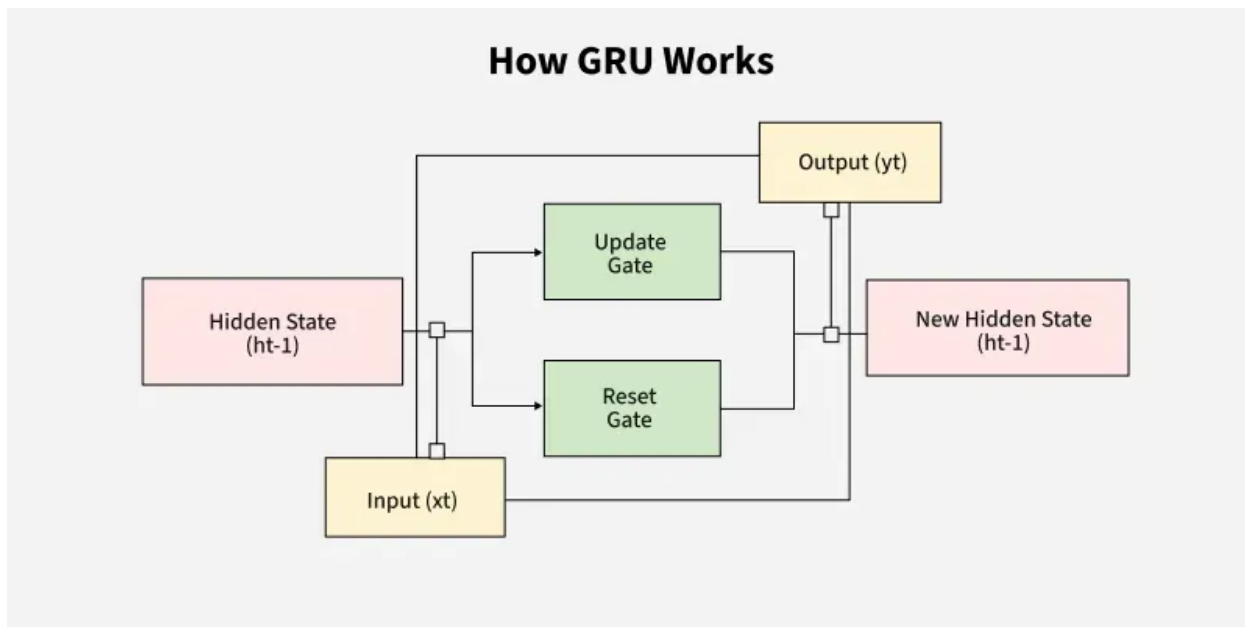 How GRU Works
Output (yt)
Update
Gate
Hidden State
(ht-1)
New Hidden State
(ht-1)
Reset
Gate
Input (xt)